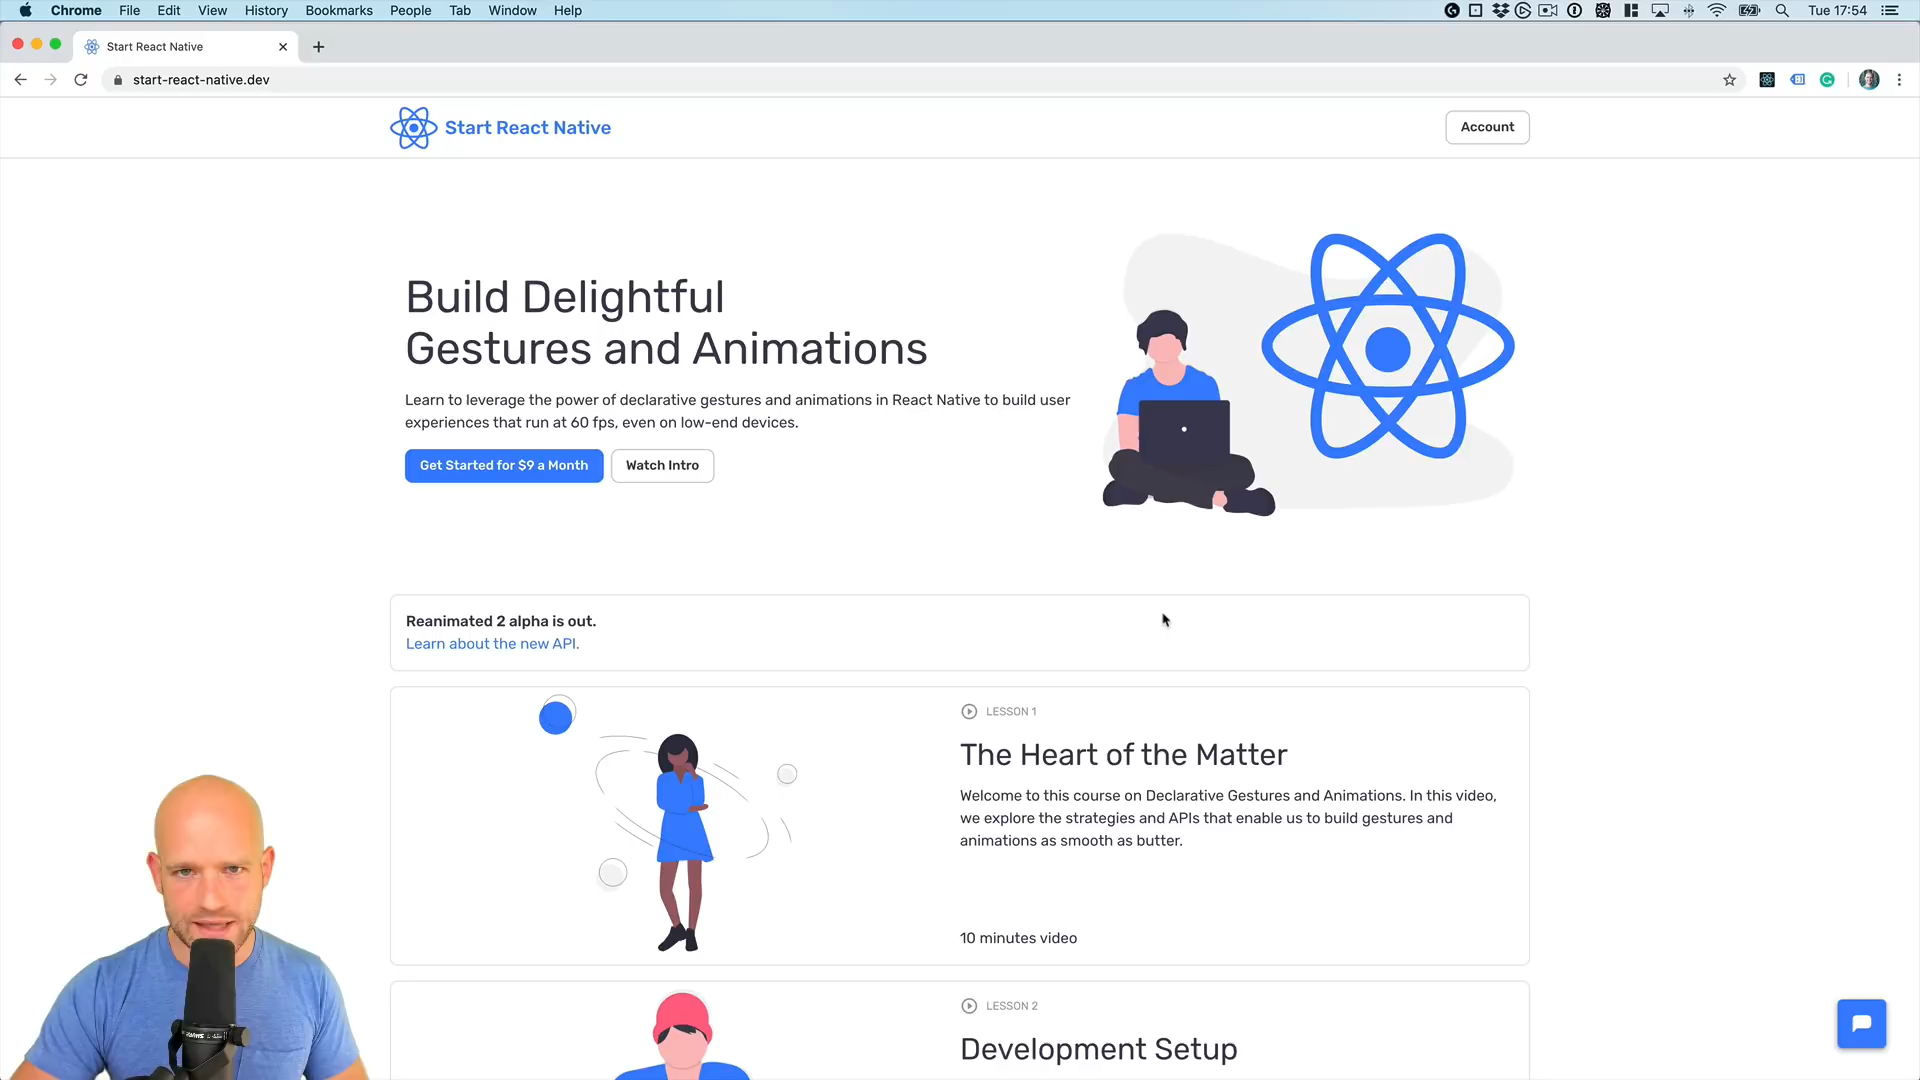 Chrome File Edit View History Bookmarks People Tab Window Help
Tue 17:54
Start React Native
start-react-native.dev
Start React Native
Account
Build Delightful
Gestures and Animations
Learn to leverage the power of declarative gestures and animations in React Native to build user
experiences that run at 60 fps, even on low-end devices.
Get Started for $9 a Month
Watch Intro
Reanimated 2 alpha is out.
Learn about the new API.
LESSON 1
The Heart of the Matter
Welcome to this course on Declarative Gestures and Animations. In this video,
we explore the strategies and APIs that enable us to build gestures and
animations as smooth as butter.
10 minutes video
LESSON 2
Development Setup